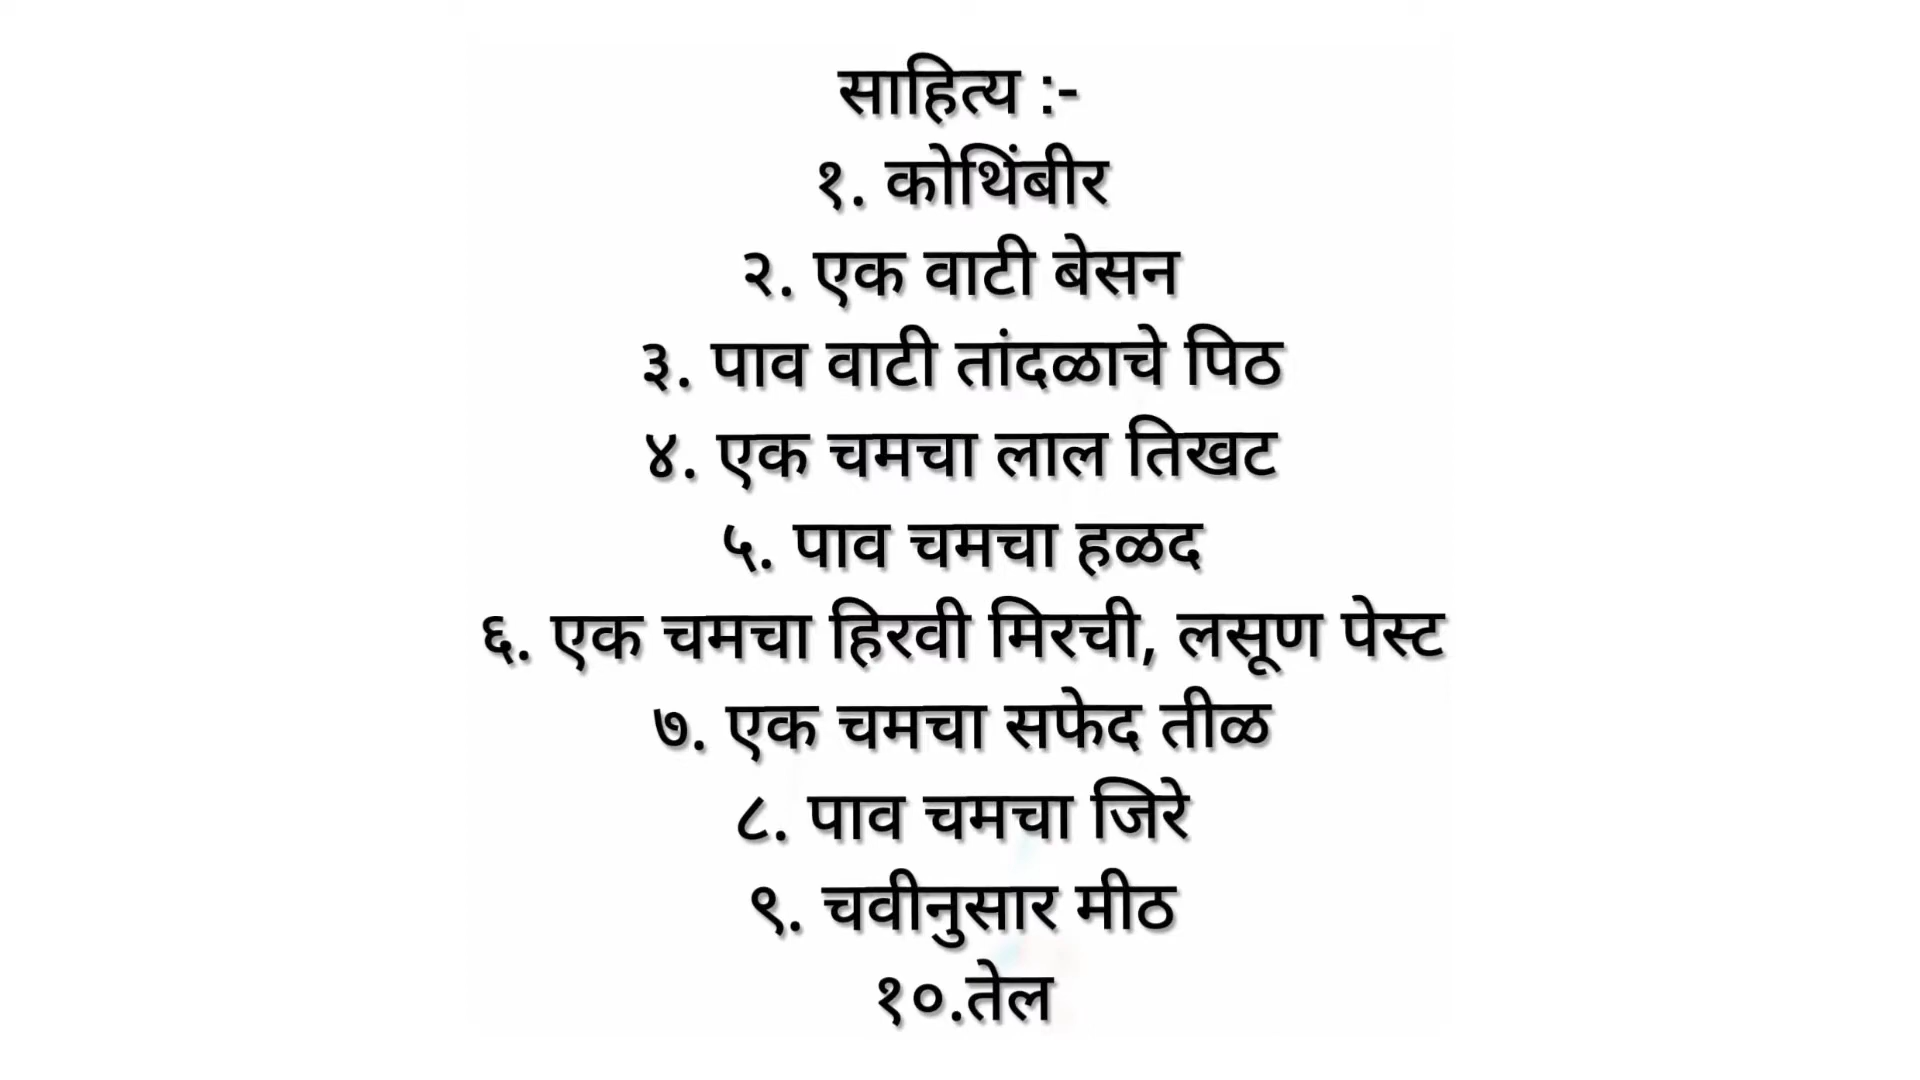 साहित्य :-
१. कोथिंबीर
२. एक वाटी बेसन
३. पाव वाटी तांदळाचे पिठ
४. एक चमचा लाल तिखट
५. पाव चमचा हळद
६. एक चमचा हिरवी मिरची, लसूण पेस्ट
७. एक चमचा सफेद तीळ
८. पाव चमचा जिरे
९. चवीनुसार मीठ
१०.तेल